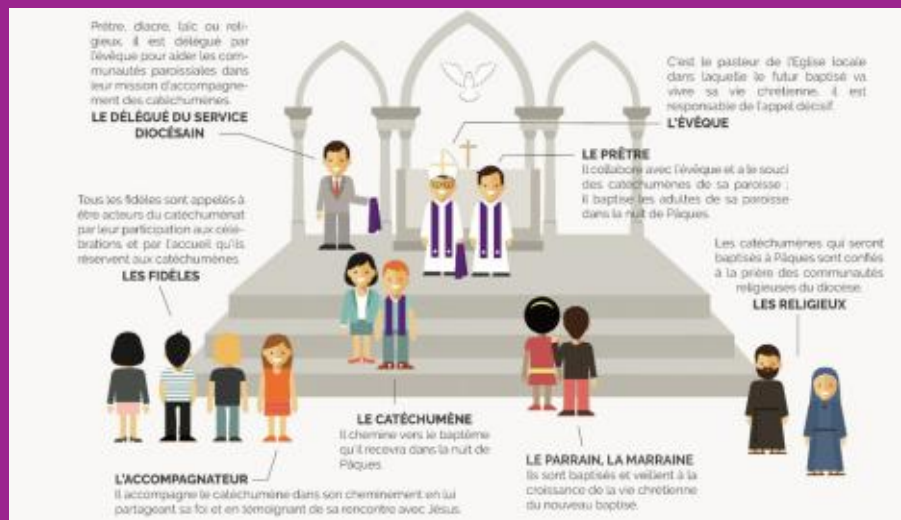 Prêtre, diacre, laïc ou reli-
gieux, il est délégué par
l'évêque pour aider les com-
munautés paroissiales dans
leur mission d'accompagne-
ment des catéchumènes.
LE DÉLÉGUÉ DU SERVICE
DIOCÉSAIN
C'est le pasteur de l'Eglise locale
dans laquelle le futur baptisé va
vivre sa vie chrétienne, il est
responsable de l'appel décisif.
L'ÉVÊQUE
LE PRÊTRE
Il collabore avec l'évêque et a le souci
des catéchumènes de sa paroisse ;
il baptise les adultes de sa paroisse
dans la nuit de Pâques.
Tous les fidèles sont appelés à
être acteurs du catéchuménat
par leur participation aux célé-
brations et par l'accueil qu'ils
réservent aux catéchumènes.
LES FIDÈLES
Les catéchumènes qui seront
baptisés à Pâques sont confiés
à la prière des communautés
religieuses du diocèse.
LES RELIGIEUX
LE CATÉCHUMÈNE
Il chemine vers le baptême
qu'il recevra dans la nuit de
Pâques.
LE PARRAIN, LA MARRAINE
Ils sont baptisés et veillent à la
croissance de la vie chrétienne
du nouveau baptisé.
L'ACCOMPAGNATEUR
Il accompagne le catéchumène dans son cheminement en lui
partageant sa foi et en témoignant de sa rencontre avec Jésus.